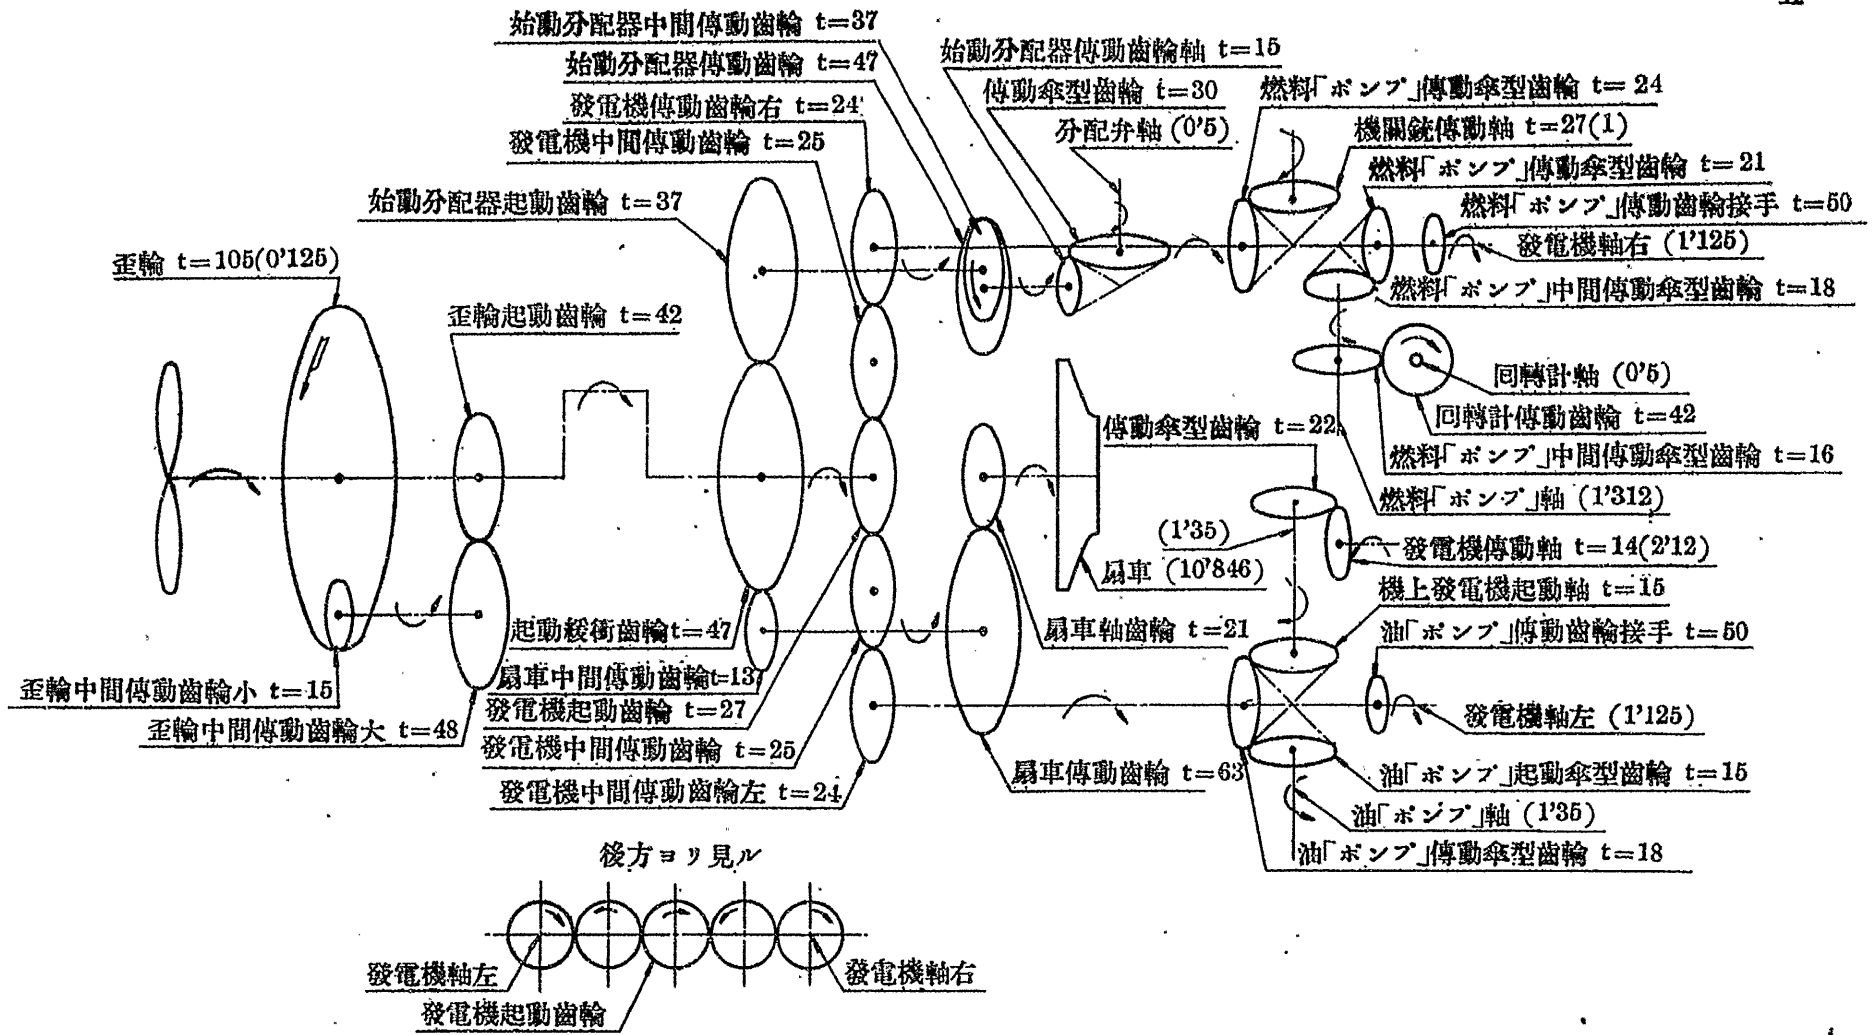 始動分配器中間傳動齒輪 t=37
始動分配器傳動齒輪 t=47
發電機傳動齒輪右 t=24
發電機中間傳動齒輪 t=25
始動分配器起動齒輪 t=37
歪輪 t=105(0'125)
歪輪起動齒輪 t=42
始動分配器傳動齒輪軸 t=15
傳動傘型齒輪 t=30
分配弁軸 (0'5)
燃料「ポンプ」傳動傘型齒輪 t=24
機關銃傳動軸 t=27(1)
燃料「ポンプ」傳動傘型齒輪 t=21
燃料「ポンプ」傳動齒輪接手 t=50
發電機軸右 (1'125)
燃料「ポンプ」中間傳動傘型齒輪 t=18
回轉計軸 (0'5)
回轉計傳動齒輪 t=42
燃料「ポンプ」中間傳動傘型齒輪 t=16
燃料「ポンプ」軸 (1'312)
傳動傘型齒輪 t=22
(1'35)
扇車 (10'846)
發電機傳動軸 t=14(2'12)
機上發電機起動軸 t=15
油「ポンプ」傳動齒輪接手 t=50
發電機軸左 (1'125)
油「ポンプ」起動傘型齒輪 t=15
油「ポンプ」軸 (1'35)
油「ポンプ」傳動傘型齒輪 t=18
扇車軸齒輪 t=21
扇車傳動齒輪 t=63
起動緩衝齒輪t=47
扇車中間傳動齒輪t=13
發電機起動齒輪 t=27
發電機中間傳動齒輪 t=25
發電機中間傳動齒輪左 t=24
歪輪中間傳動齒輪小 t=15
歪輪中間傳動齒輪大 t=48
後方ヨリ見ル
發電機軸左
發電機軸右
發電機起動齒輪